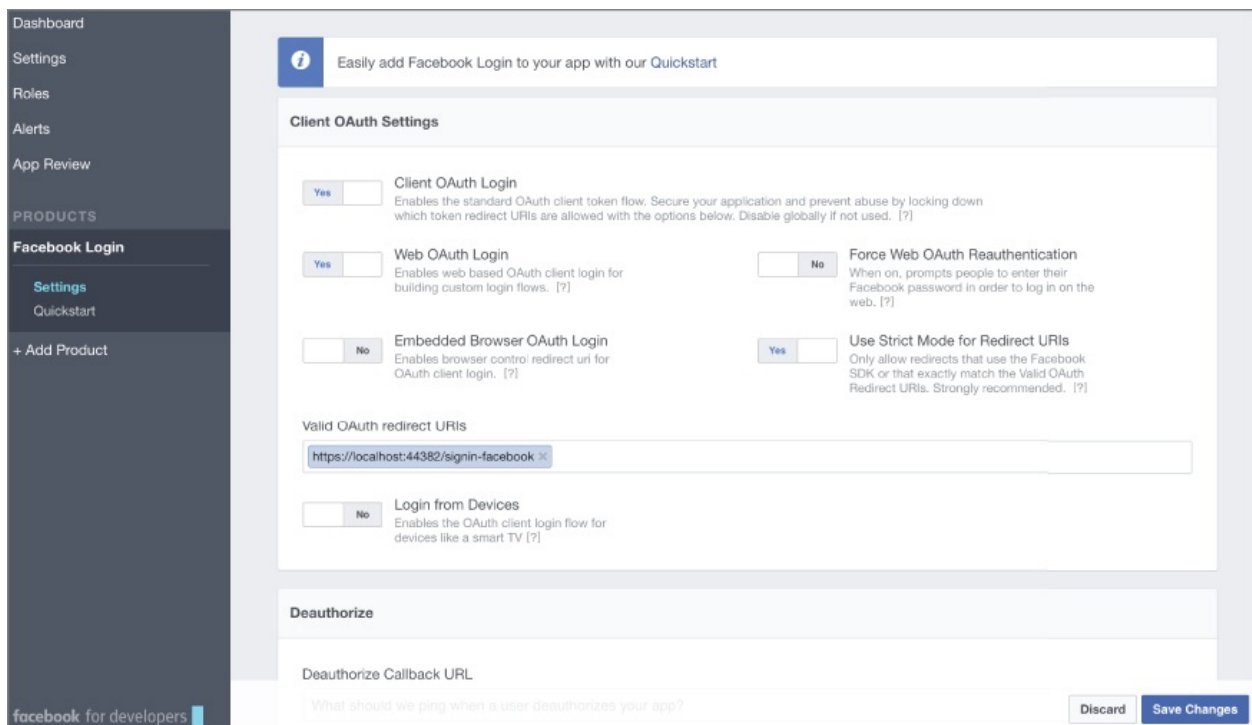 Dashboard
Settings
Roles
Alerts
App Review
PRODUCTS
Facebook Login
Settings
Quickstart
+ Add Product
facebook for developers
Easily add Facebook Login to your app with our Quickstart
Client OAuth Settings
Yes
Client OAuth Login
Enables the standard OAuth client token flow. Secure your application and prevent abuse by locking down
which token redirect URIs are allowed with the options below. Disable globally if not used. [?]
Yes
Web OAuth Login
Enables web based OAuth client login for
building custom login flows. [?]
No
Force Web OAuth Reauthentication
When on, prompts people to enter their
Facebook password in order to log in on the
web. [?]
No
Embedded Browser OAuth Login
Enables browser control redirect uri for
OAuth client login. [?]
Yes
Use Strict Mode for Redirect URIs
Only allow redirects that use the Facebook
SDK or that exactly match the Valid OAuth
Redirect URIs. Strongly recommended. [?]
Valid OAuth redirect URIs
https://localhost:44382/signin-facebook ×
No
Login from Devices
Enables the OAuth client login flow for
devices like a smart TV [?]
Deauthorize
Deauthorize Callback URL
What should we ping when a user deauthorizes your app?
Discard
Save Changes